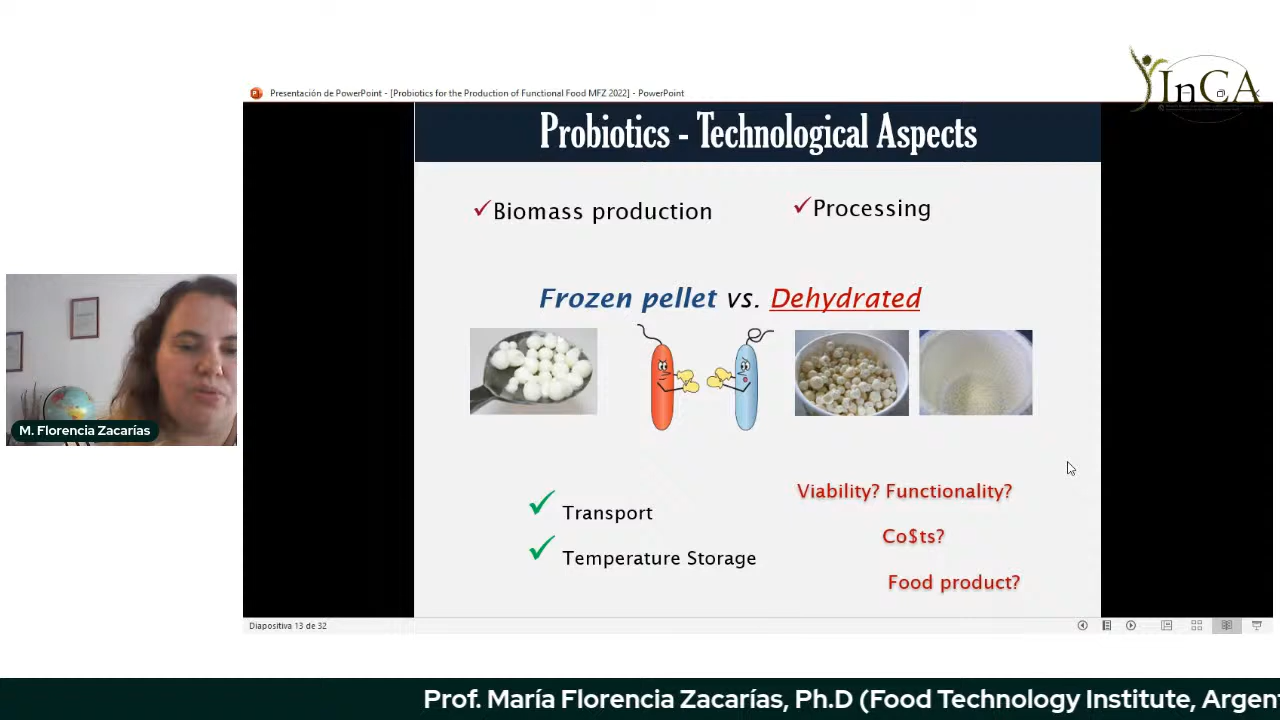 InCA
Presentación de PowerPoint - [Probiotics for the Production of Functional Food MFZ 2022] - PowerPoint
Probiotics - Technological Aspects
✓Biomass production
✓Processing
Frozen pellet vs. Dehydrated
M. Florencia Zacarías
Viability? Functionality?
✓ Transport
Co$ts?
✓ Temperature Storage
Food product?
Diapositiva 13 de 32
Prof. María Florencia Zacarías, Ph.D (Food Technology Institute, Argen